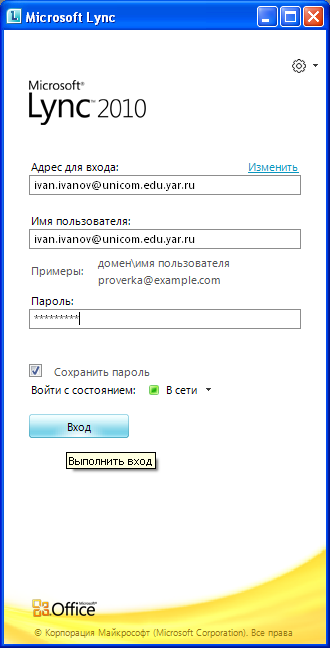 Microsoft Lync
Microsoft®
Lync™ 2010
Адрес для входа: Изменить
ivan.ivanov@unicom.edu.yar.ru
Имя пользователя:
ivan.ivanov@unicom.edu.yar.ru
Примеры: домен\имя пользователя
proverka@example.com
Пароль:
*********
Сохранить пароль
Войти с состоянием: В сети
Вход
Выполнить вход
Microsoft®
Office
© Корпорация Майкрософт (Microsoft Corporation). Все права